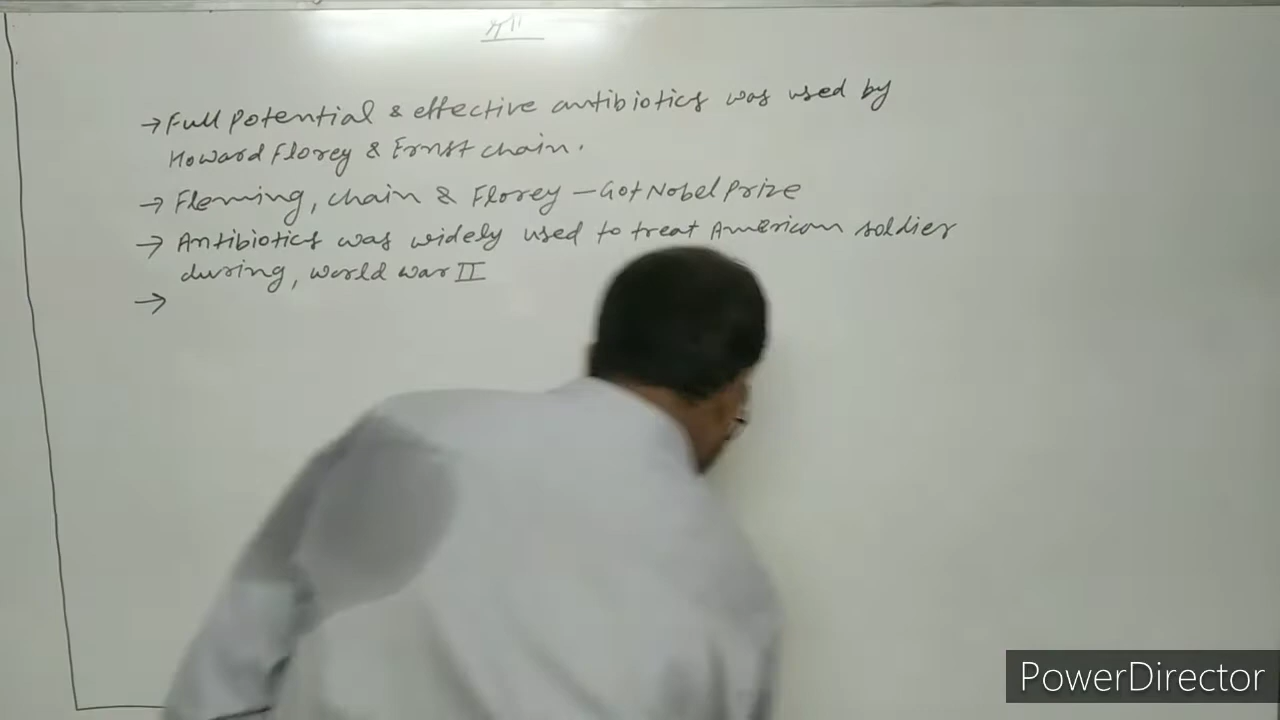 → Full potential & effective antibiotics was used by
Howard Florey & Ernst chain.
→ Fleming, chain & Florey - Got Nobel Prize
→ Antibiotics was widely used to treat American soldier
during, world war II
→
PowerDirector